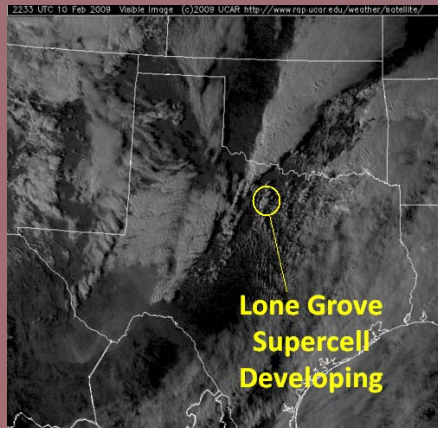 2233 UTC 10 Feb 2009 Visible Image (c)2009 UCAR http://www.rap.ucar.edu/weather/satellite/
Lone Grove
Supercell
Developing